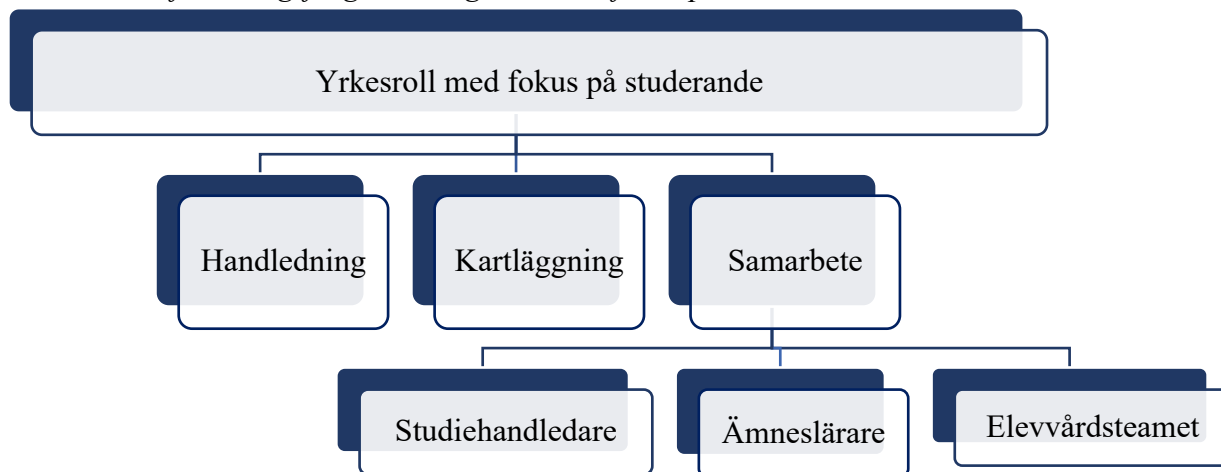 Yrkesroll med fokus på studerande
Handledning
Kartläggning
Samarbete
Studiehandledare
Ämneslärare
Elevvårdsteamet